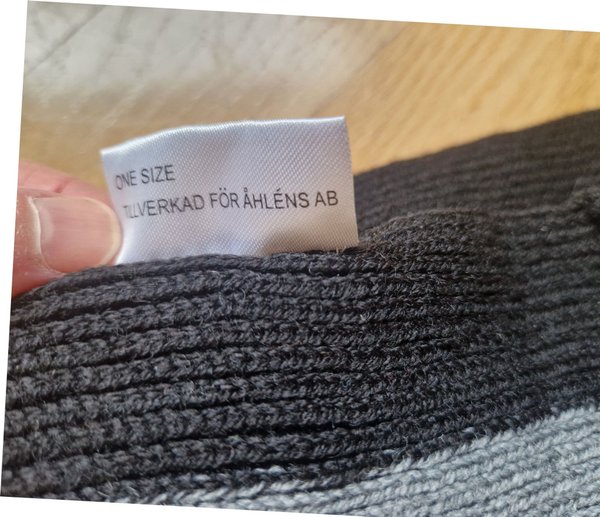 ONE SIZE
TILLVERKAD FÖR ÅHLÉNS AB